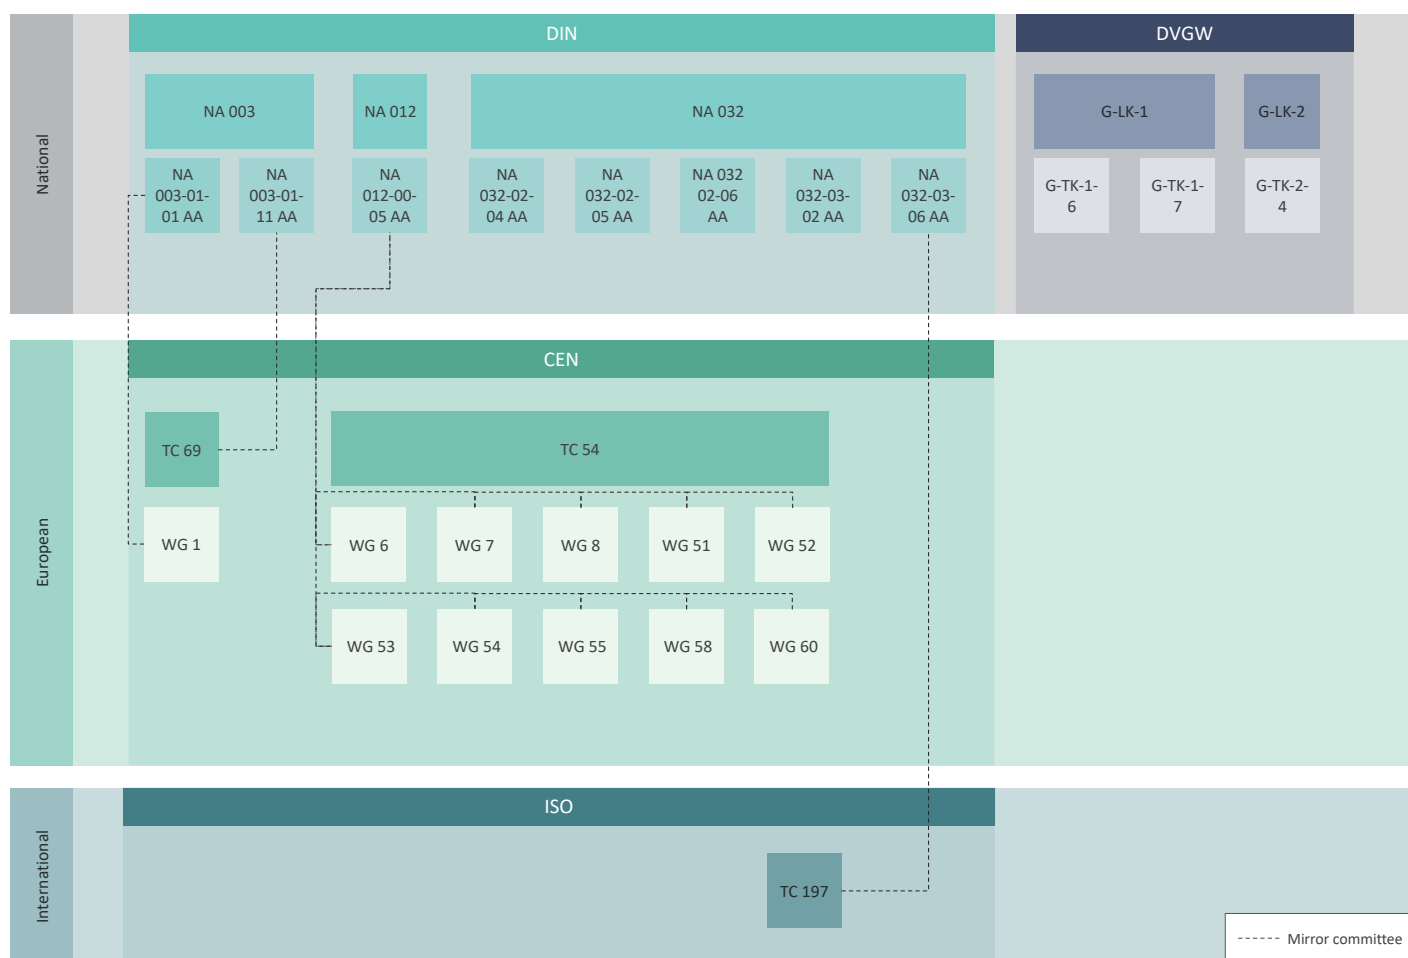 National
DIN
DVGW
NA 003
NA 012
NA 032
G-LK-1
G-LK-2
NA
003-01-
01 AA
NA
003-01-
11 AA
NA
012-00-
05 AA
NA
032-02-
04 AA
NA
032-02-
05 AA
NA 032
02-06
AA
NA
032-03-
02 AA
NA
032-03-
06 AA
G-TK-1-
6
G-TK-1-
7
G-TK-2-
4
European
CEN
TC 69
TC 54
WG 1
WG 6
WG 7
WG 8
WG 51
WG 52
WG 53
WG 54
WG 55
WG 58
WG 60
International
ISO
TC 197
Mirror committee